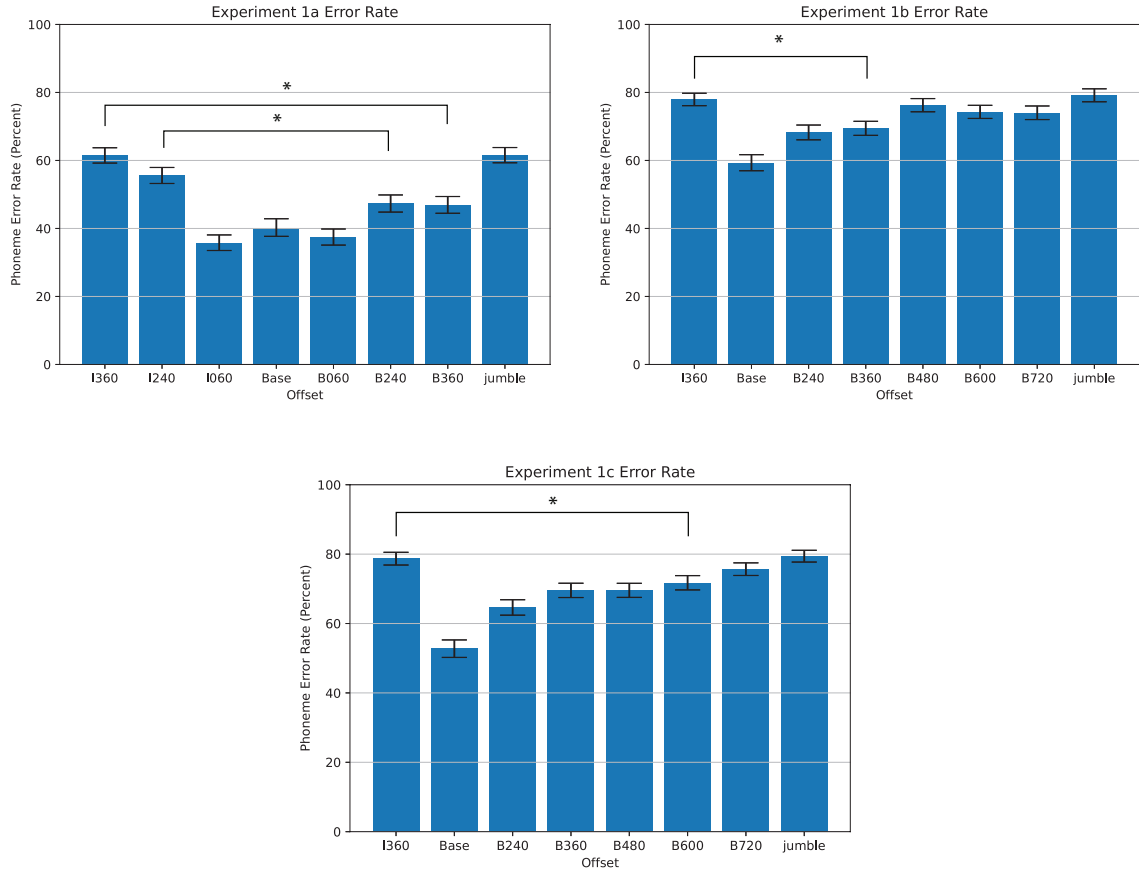 Experiment 1a Error Rate
100
80
60
40
20
0
Phoneme Error Rate (Percent)
*
*
I360 I240 I060 Base B060 B240 B360 jumble
Offset
Experiment 1b Error Rate
100
80
60
40
20
0
Phoneme Error Rate (Percent)
*
I360 Base B240 B360 B480 B600 B720 jumble
Offset
Experiment 1c Error Rate
100
80
60
40
20
0
Phoneme Error Rate (Percent)
*
I360 Base B240 B360 B480 B600 B720 jumble
Offset